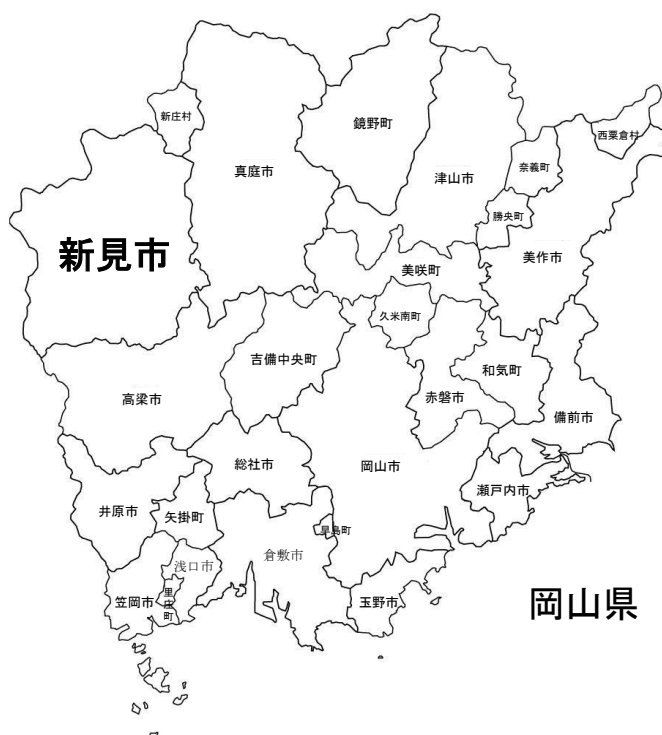 新庄村
鏡野町
西粟倉村
奈義町
真庭市
津山市
勝央町
新見市
美作市
美咲町
久米南町
吉備中央町
和気町
高梁市
赤磐市
備前市
総社市
岡山市
瀬戸内市
井原市
矢掛町
早島町
倉敷市
浅口市
里庄町
笠岡市
玉野市
岡山県